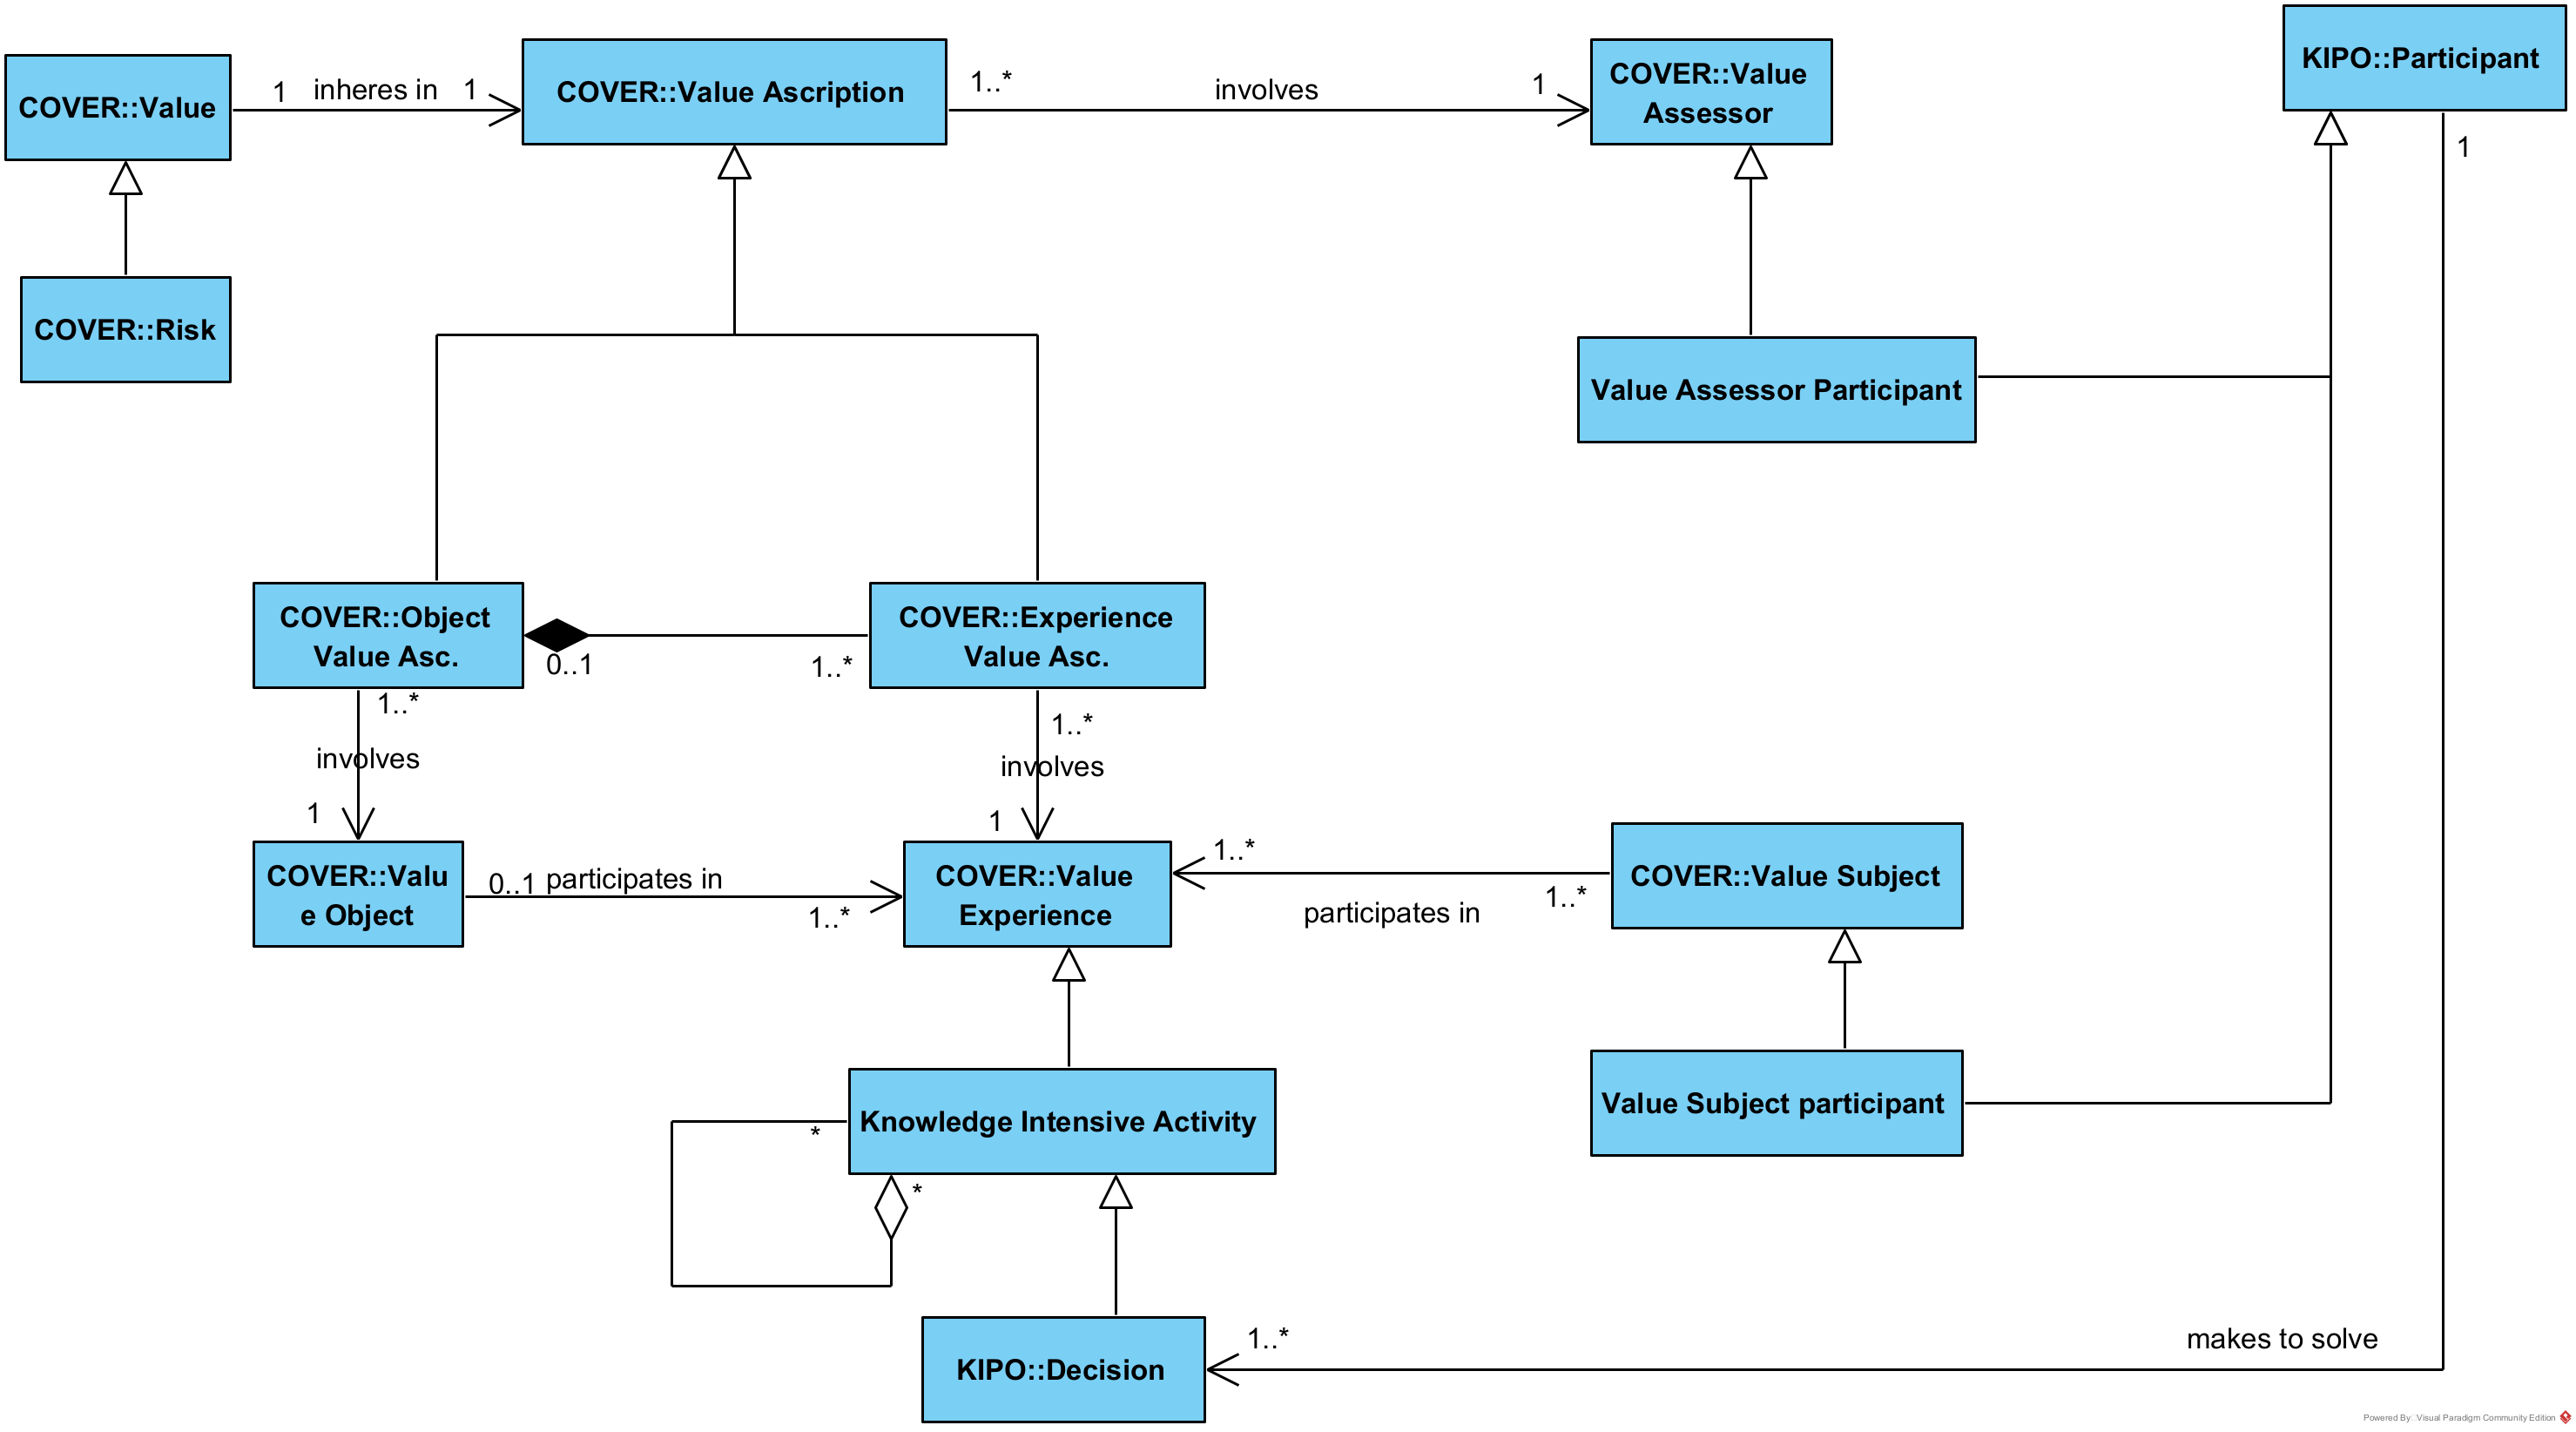 KIPO::Participant
COVER::Value
1
inheres in
1
COVER::Value Ascription
1..*
involves
1
COVER::Value
Assessor
1
COVER::Risk
Value Assessor Participant
COVER::Object
Value Asc.
0..1
1..*
COVER::Experience
Value Asc.
1..*
involves
1
1..*
involves
1
COVER::Valu
e Object
0..1
participates in
1..*
COVER::Value
Experience
1..*
participates in
1..*
COVER::Value Subject
Knowledge Intensive Activity
*
*
Value Subject participant
KIPO::Decision
1..*
makes to solve
Powered By Visual Paradigm Community Edition